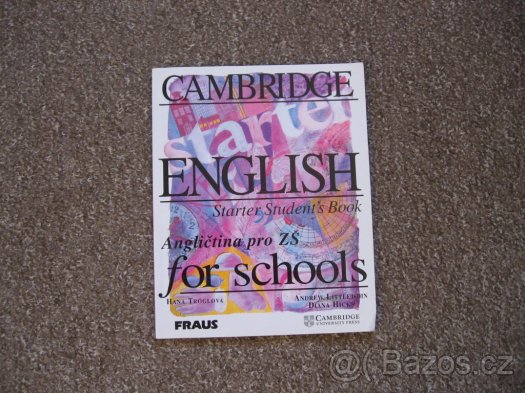 CAMBRIDGE
starter
ENGLISH
Starter Student's Book
Angličtina pro ZŠ
for schools
HANA TRÖGLOVÁ
ANDREW LITTLEJOHN
DIANA HICKS
FRAUS
CAMBRIDGE
UNIVERSITY PRESS
@(Bazos.cz